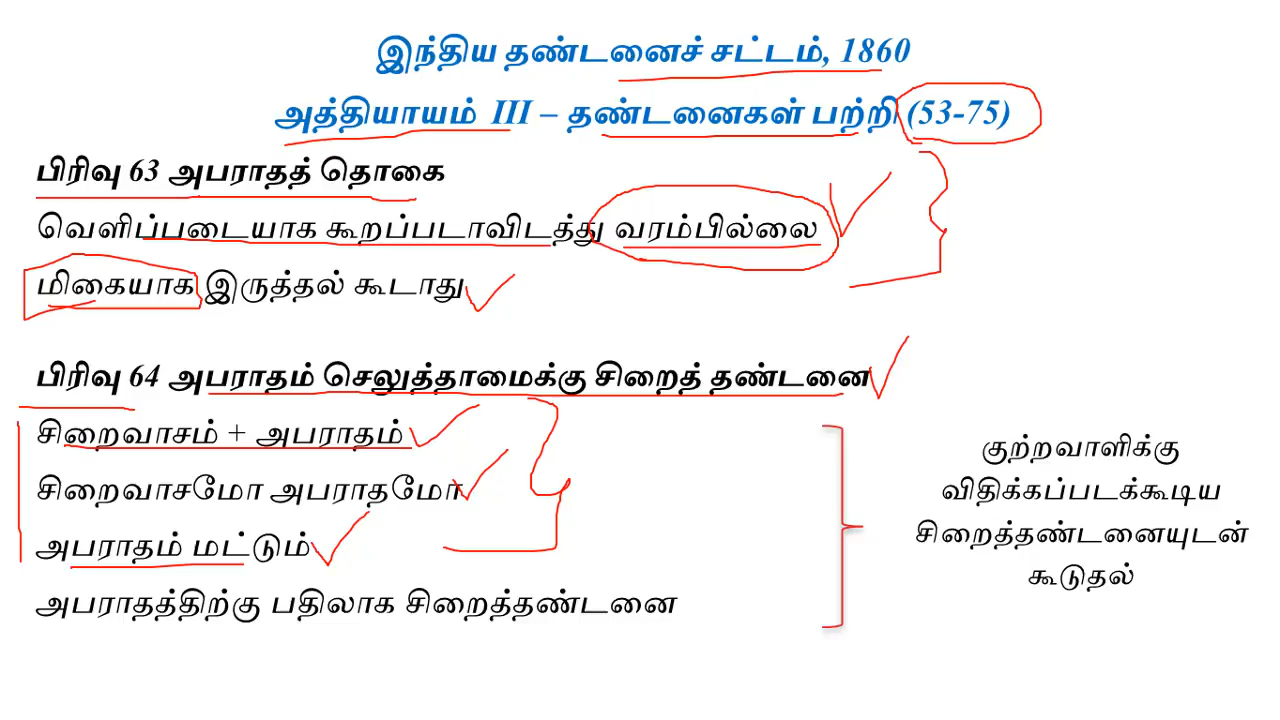 இந்திய தண்டனைச் சட்டம், 1860
அத்தியாயம் III – தண்டனைகள் பற்றி (53-75)
பிரிவு 63 அபராதத் தொகை
வெளிப்படையாக கூறப்படாவிடத்து வரம்பில்லை
மிகையாக இருத்தல் கூடாது
பிரிவு 64 அபராதம் செலுத்தாமைக்கு சிறைத் தண்டனை
சிறைவாசம் + அபராதம்
சிறைவாசமோ அபராதமோ
அபராதம் மட்டும்
அபராதத்திற்கு பதிலாக சிறைத்தண்டனை
குற்றவாளிக்கு
விதிக்கப்படக்கூடிய
சிறைத்தண்டனையுடன்
கூடுதல்